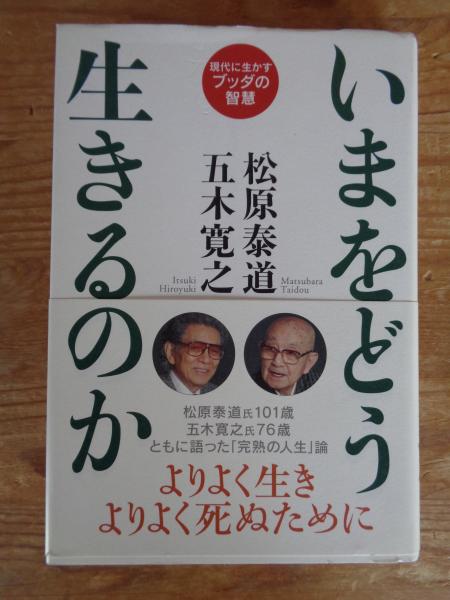 いまをどう
生きるのか
現代に生かす
ブッダの
智慧
松原泰道
Matsubara
Taidou
五木寛之
Itsuki
Hiroyuki
松原泰道氏101歳
五木寛之氏76歳
ともに語った「完熟の人生」論
よりよく生き
よりよく死ぬために